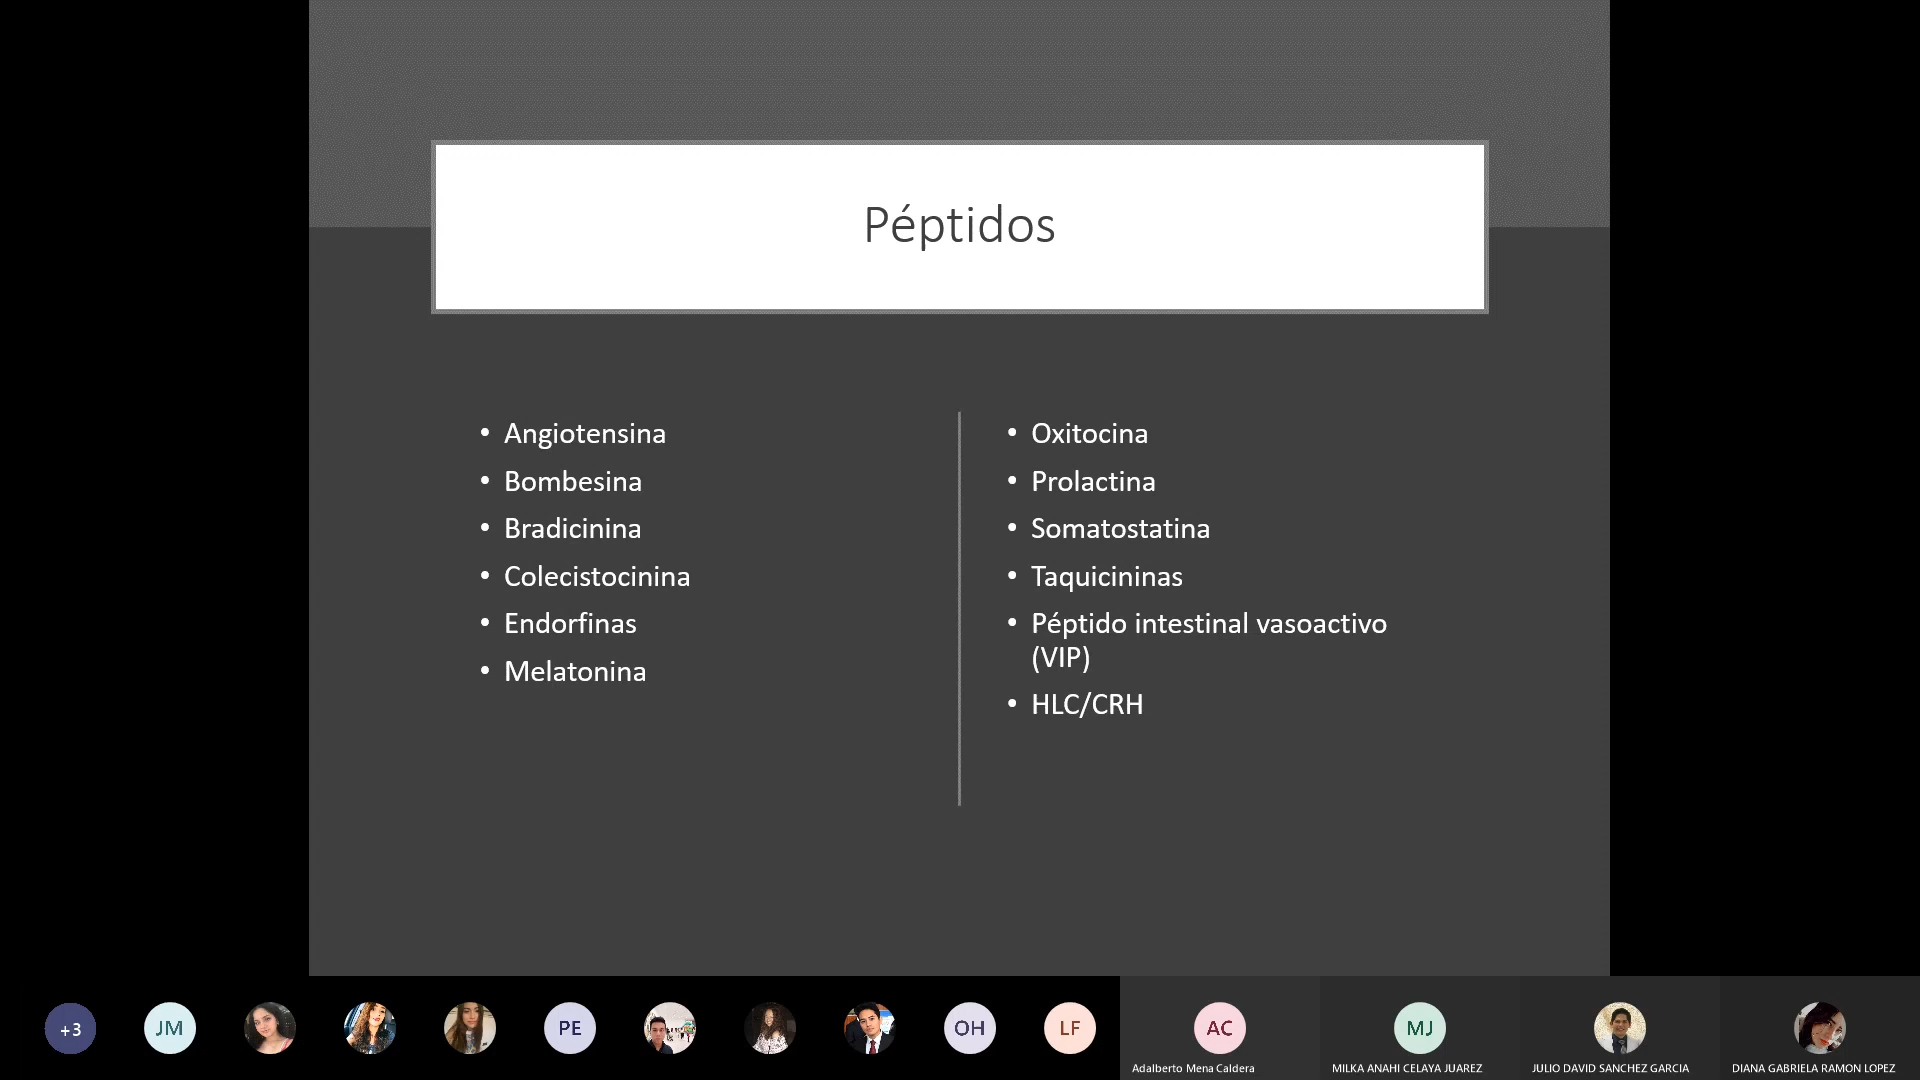 Péptidos
• Angiotensina
• Bombesina
• Bradicinina
• Colecistocinina
• Endorfinas
• Melatonina
• Oxitocina
• Prolactina
• Somatostatina
• Taquicininas
• Péptido intestinal vasoactivo
(VIP)
• HLC/CRH
+3
JM
PE
OH
LF
AC
MJ
Adalberto Mena Caldera
MILKA ANAHI CELAYA JUAREZ
JULIO DAVID SANCHEZ GARCIA
DIANA GABRIELA RAMON LOPEZ